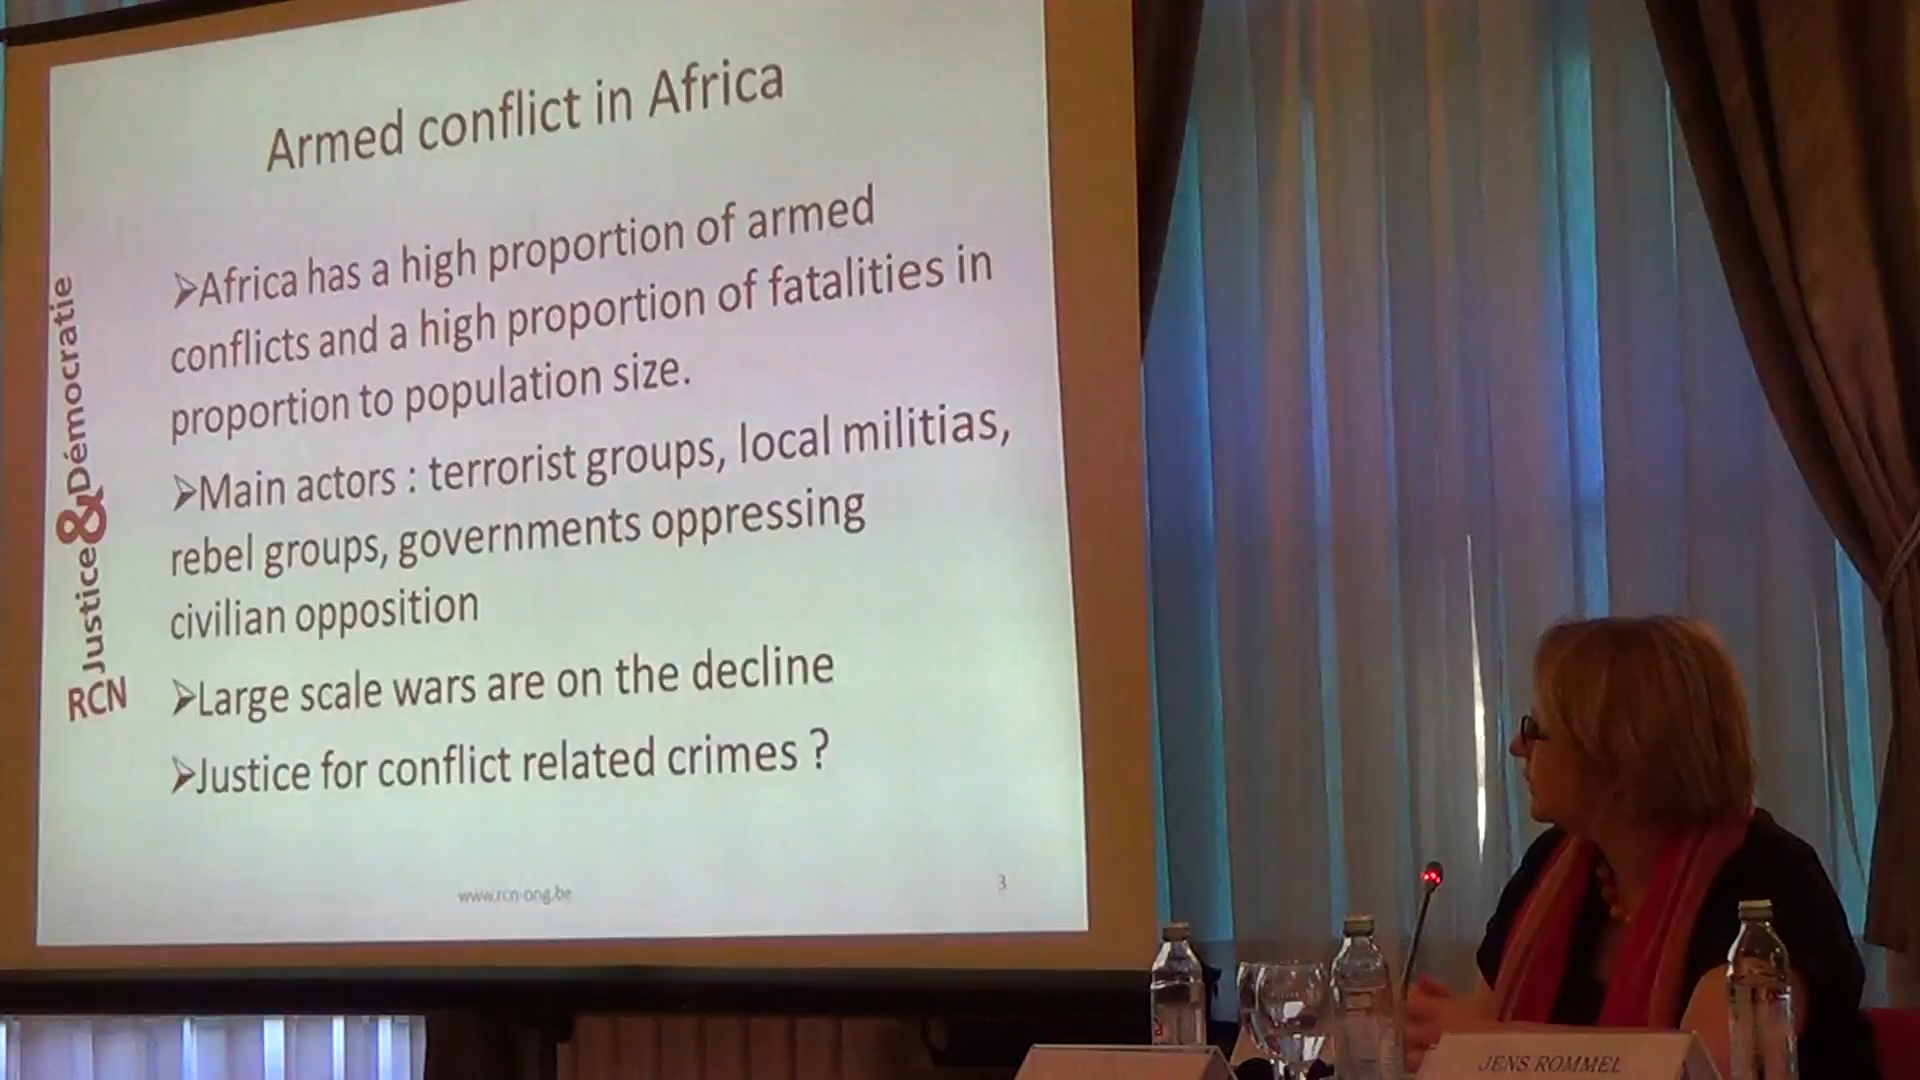 Armed conflict in Africa
➢Africa has a high proportion of armed
conflicts and a high proportion of fatalities in
proportion to population size.
➢Main actors : terrorist groups, local militias,
rebel groups, governments oppressing
civilian opposition
➢Large scale wars are on the decline
➢Justice for conflict related crimes ?
RCN Justice & Démocratie
www.rcn-ong.be
3
JENS ROMMEL